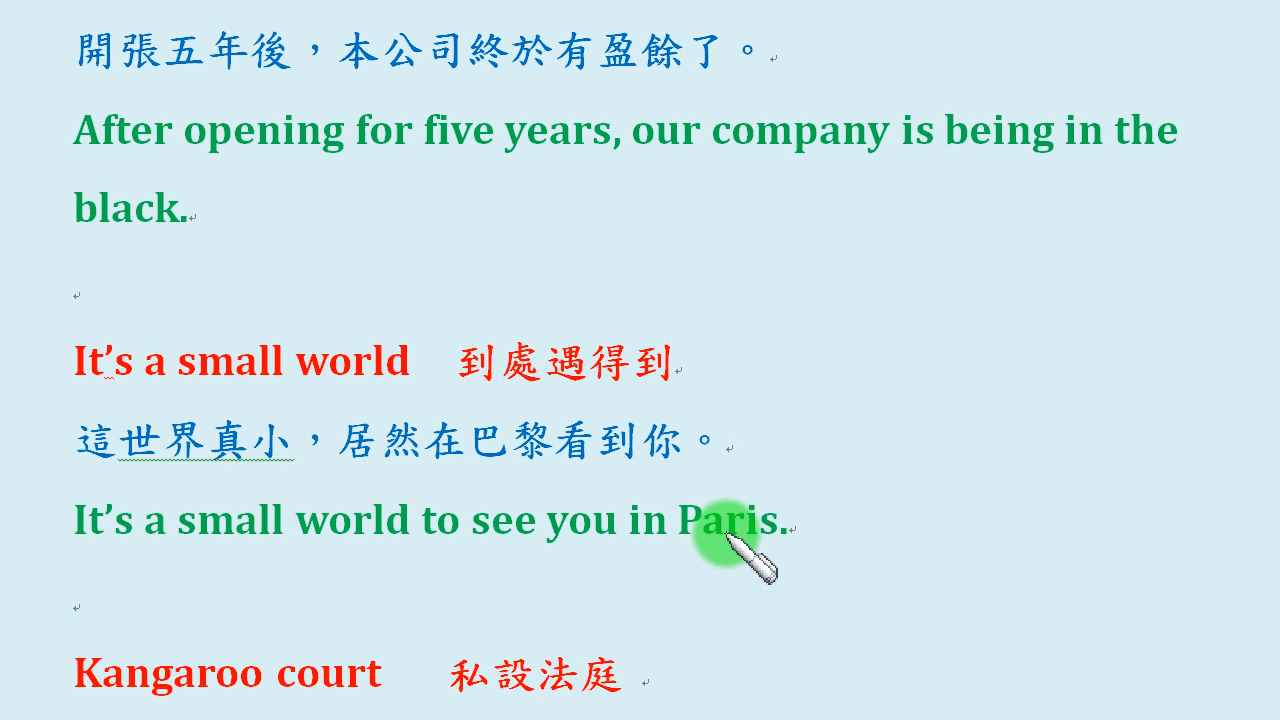 開張五年後，本公司終於有盈餘了。
After opening for five years, our company is being in the
black.
It’s a small world 到處遇得到
這世界真小，居然在巴黎看到你。
It’s a small world to see you in Paris.
Kangaroo court 私設法庭